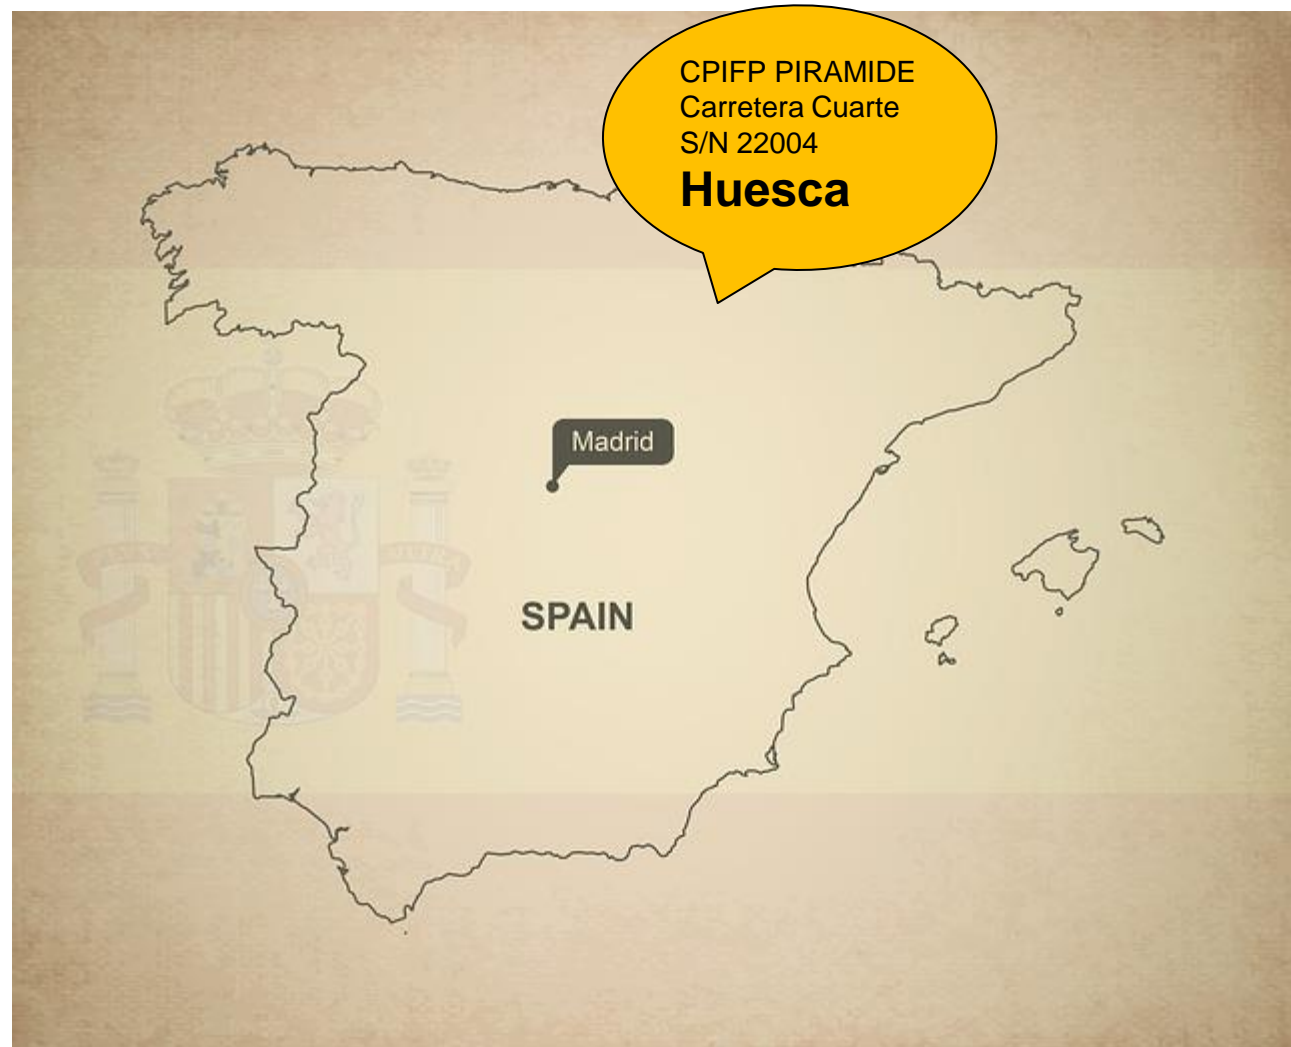 CPIFP PIRAMIDE
Carretera Cuarte
S/N 22004
Huesca
Madrid
SPAIN